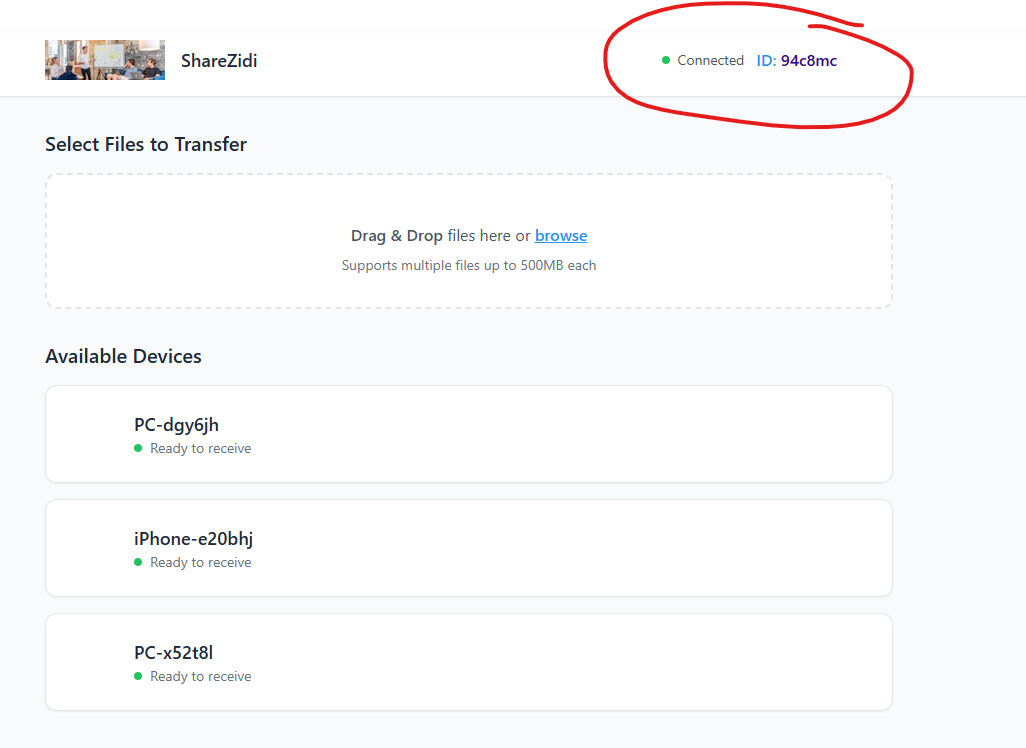 ShareZidi
Connected ID: 94c8mc
Select Files to Transfer
Drag & Drop files here or browse
Supports multiple files up to 500MB each
Available Devices
PC-dgy6jh
Ready to receive
iPhone-e20bhj
Ready to receive
PC-x52t8l
Ready to receive